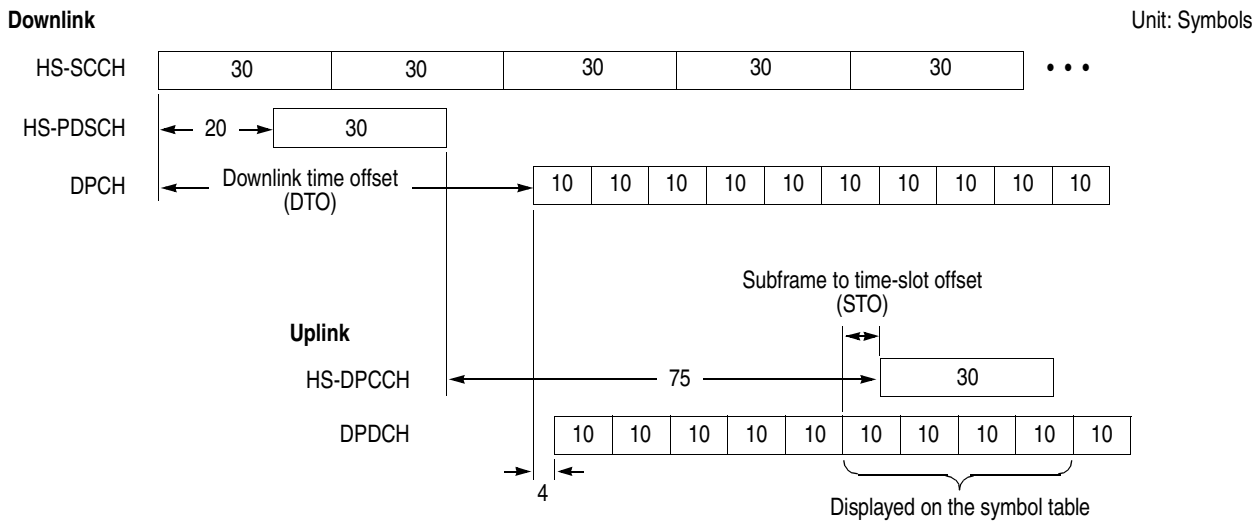 Downlink
Unit: Symbols
HS-SCCH 30 30 30 30 30 • • •
HS-PDSCH 20 30
DPCH Downlink time offset (DTO) 10 10 10 10 10 10 10 10 10 10
Subframe to time-slot offset
(STO)
Uplink
HS-DPCCH 75 30
DPDCH 10 10 10 10 10 10 10 10 10 10
4
Displayed on the symbol table